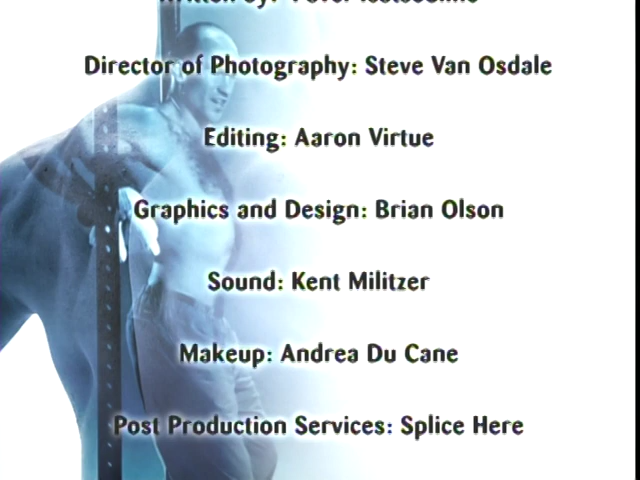 Director of Photography: Steve Van Osdale
Editing: Aaron Virtue
Graphics and Design: Brian Olson
Sound: Kent Militzer
Makeup: Andrea Du Cane
Post Production Services: Splice Here